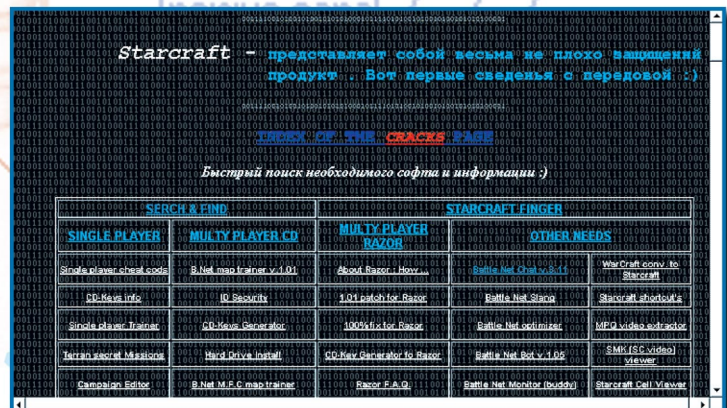 Starcraft - представляет собой весьма не плохо защищений
продукт . Вот первые сведенья с передовой :)
INDEX OF THE CRACKS PAGE
Быстрый поиск необходимого софта и информации :)
SERCH & FIND STARCRAFT FINGER
SINGLE PLAYER MULTY PLAYER CD MULTY PLAYER RAZOR OTHER NEEDS
Single player cheat cods B.Net map trainer v.1.01 About Razor : How ... Battle Net Chat v.3.11 WarCraft conv. to Starcraft
CD-Keys info ID Security 1.01 patch for Razor Battle Net Slang Starcraft shortcut's
Single player Trainer CD-Keys Generator 100% fix for Razor Battle Net optimizer MPQ video extractor
Terran secret Missions Hard Drive Install CD-Key Generator fo Razor Battle Net Bot v.1.05 SMK (SC video) viewer
Campaign Editor B.Net M.F.C map trainer Razor F.A.Q. Battle Net Monitor (buddy) Starcraft Cell Viewer